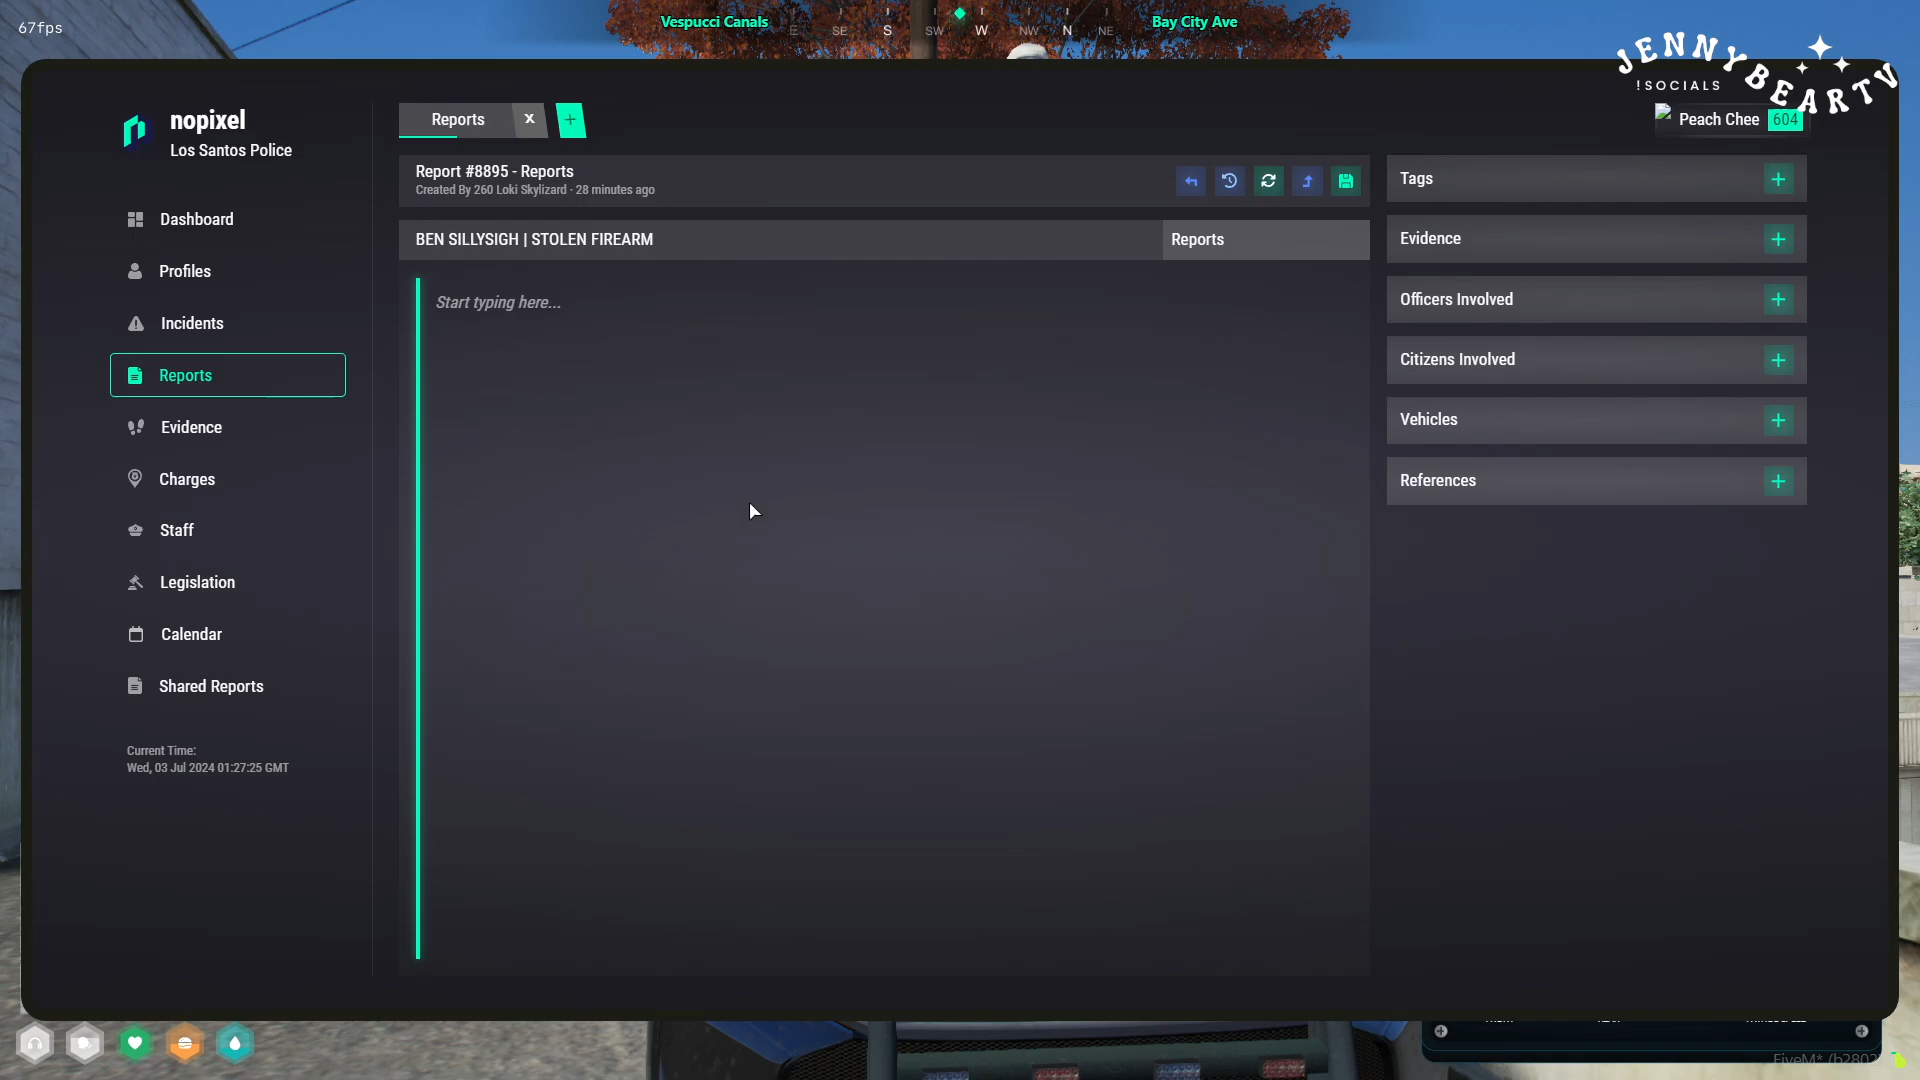 67fps
Vespucci Canals
E SE S SW W NW N NE
Bay City Ave
JENNYBEARTV
!SOCIALS
nopixel
Los Santos Police
Reports x +
Peach Chee 604
Report #8895 - Reports
Created By 260 Loki Skylizard · 28 minutes ago
BEN SILLYSIGH | STOLEN FIREARM
Reports
Start typing here...
Dashboard
Profiles
Incidents
Reports
Evidence
Charges
Staff
Legislation
Calendar
Shared Reports
Current Time:
Wed, 03 Jul 2024 01:27:25 GMT
Tags +
Evidence +
Officers Involved +
Citizens Involved +
Vehicles +
References +
FiveM* (b2802